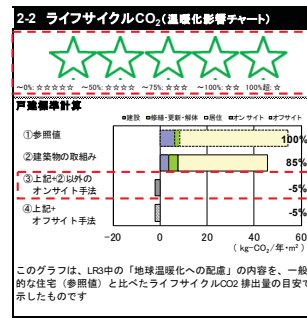 2-2 ライフサイクルCO₂(温暖化影響チャート)
~0%: ☆☆☆☆☆ ~50%: ☆☆☆☆ ~75%: ☆☆☆ ~100%: ☆☆ 100%超: ☆
戸建標準計算
■建設 ■修繕・更新・解体 □居住 ■オンサイト ■オフサイト
①参照値 100%
②建築物の取組み 85%
③上記+②以外の
オンサイト手法 -5%
④上記+
オフサイト手法 -5%
-20 0 20 40 60
( kg-CO₂/年・m² )
このグラフは、LR3中の「地球温暖化への配慮」の内容を、一般
的な住宅(参照値)と比べたライフサイクルCO2 排出量の目安で
示したものです